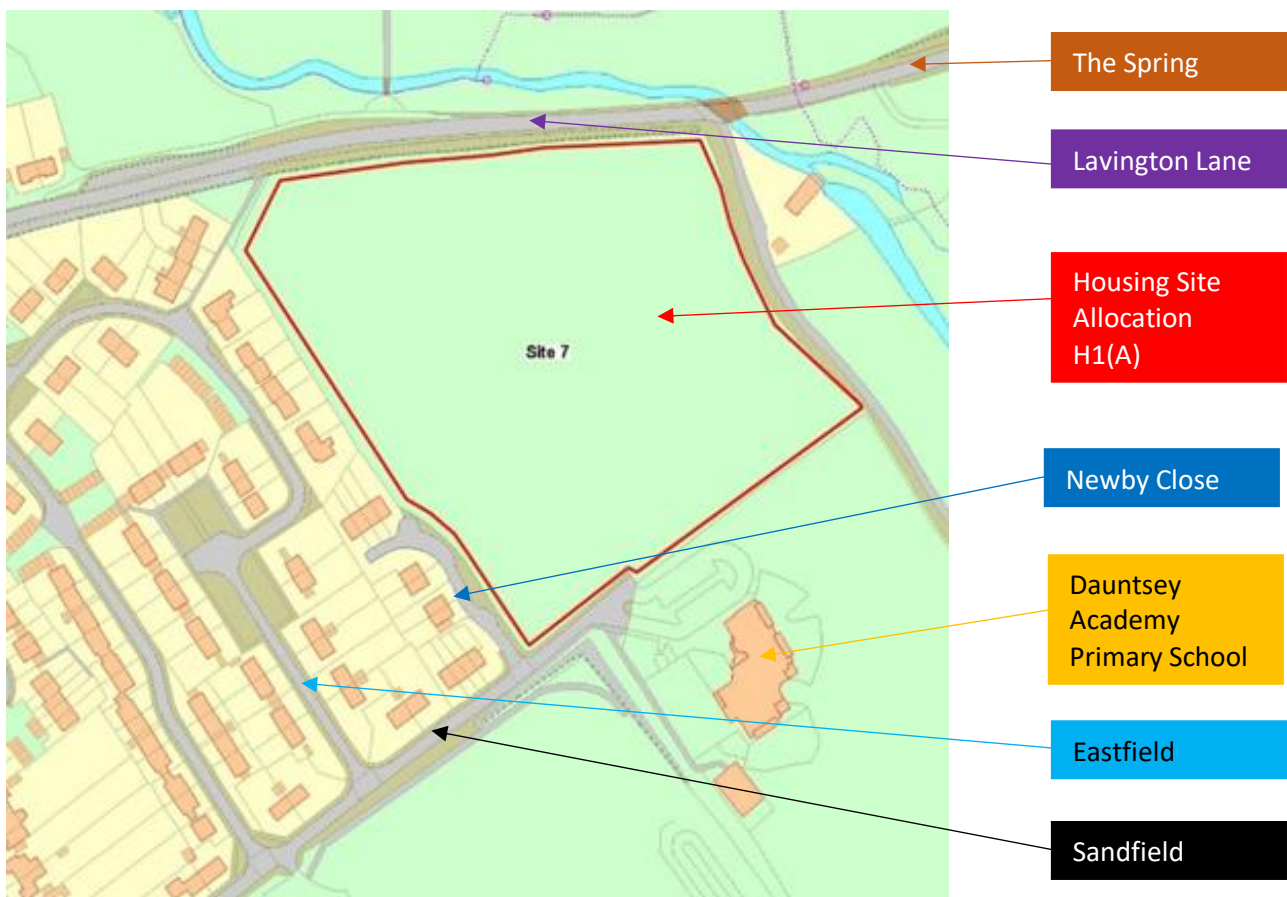 The Spring
Lavington Lane
Housing Site
Allocation
H1(A)
Site 7
Newby Close
Dauntsey
Academy
Primary School
Eastfield
Sandfield